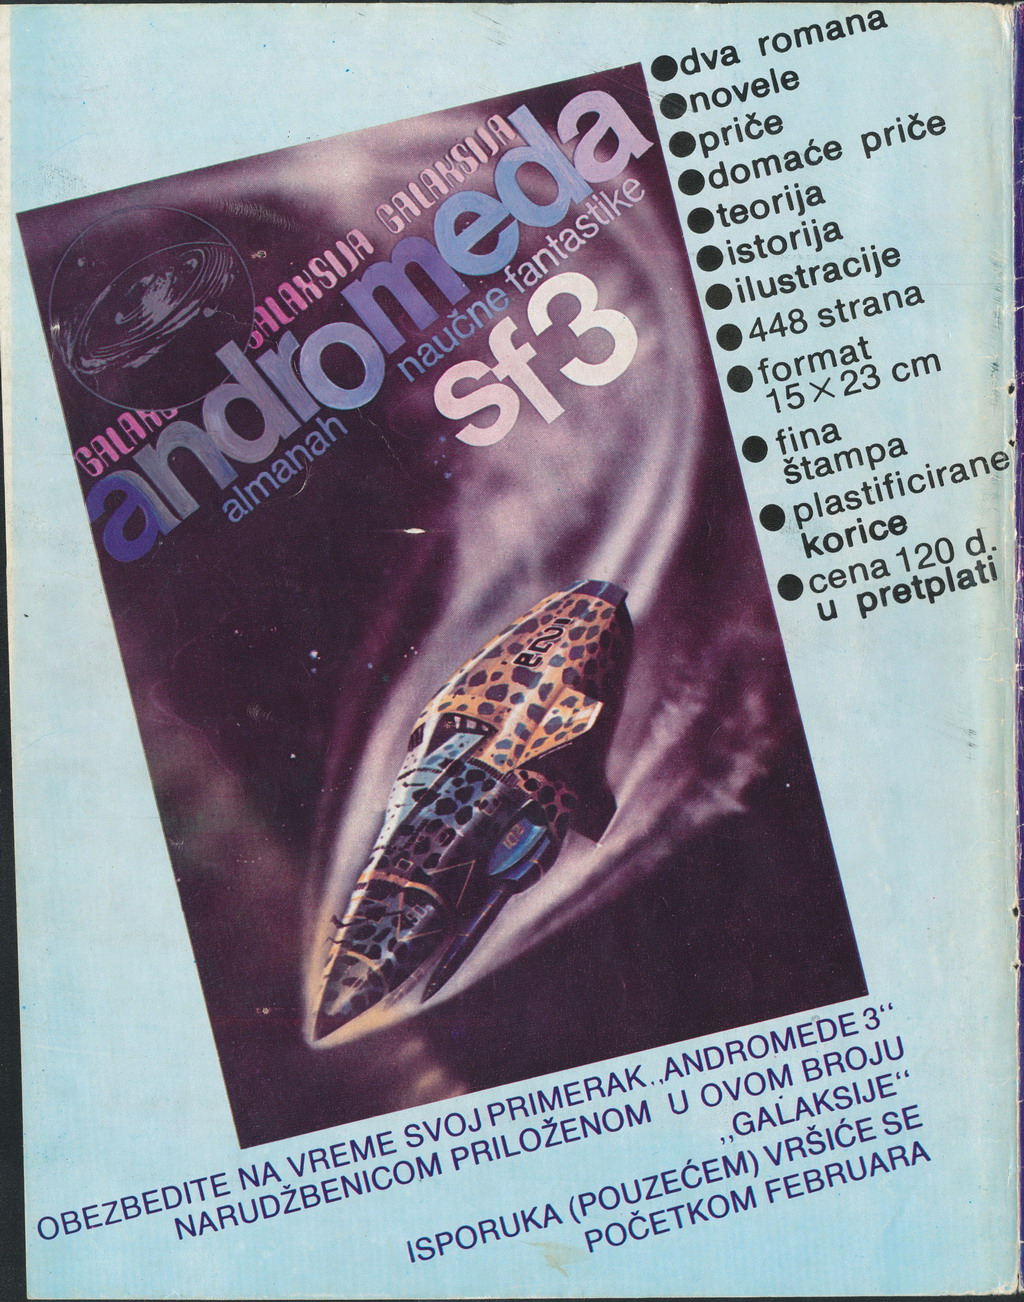 ●dva romana
●novele
●priče
●domaće priče
●teorija
●istorija
●ilustracije
●448 strana
●format
15×23 cm
●fina
štampa
●plastificirane
korice
●cena 120 d.
u pretplati
GALAKSIJA
GALAKSIJA
GALAKSIJA
andromeda
almanah naučne fantastike
sf3
OBEZBEDITE NA VREME SVOJ PRIMERAK „ANDROMEDE 3“
NARUDŽBENICOM PRILOŽENOM U OVOM BROJU
„GALAKSIJE“
ISPORUKA (POUZEĆEM) VRŠIĆE SE
POČETKOM FEBRUARA